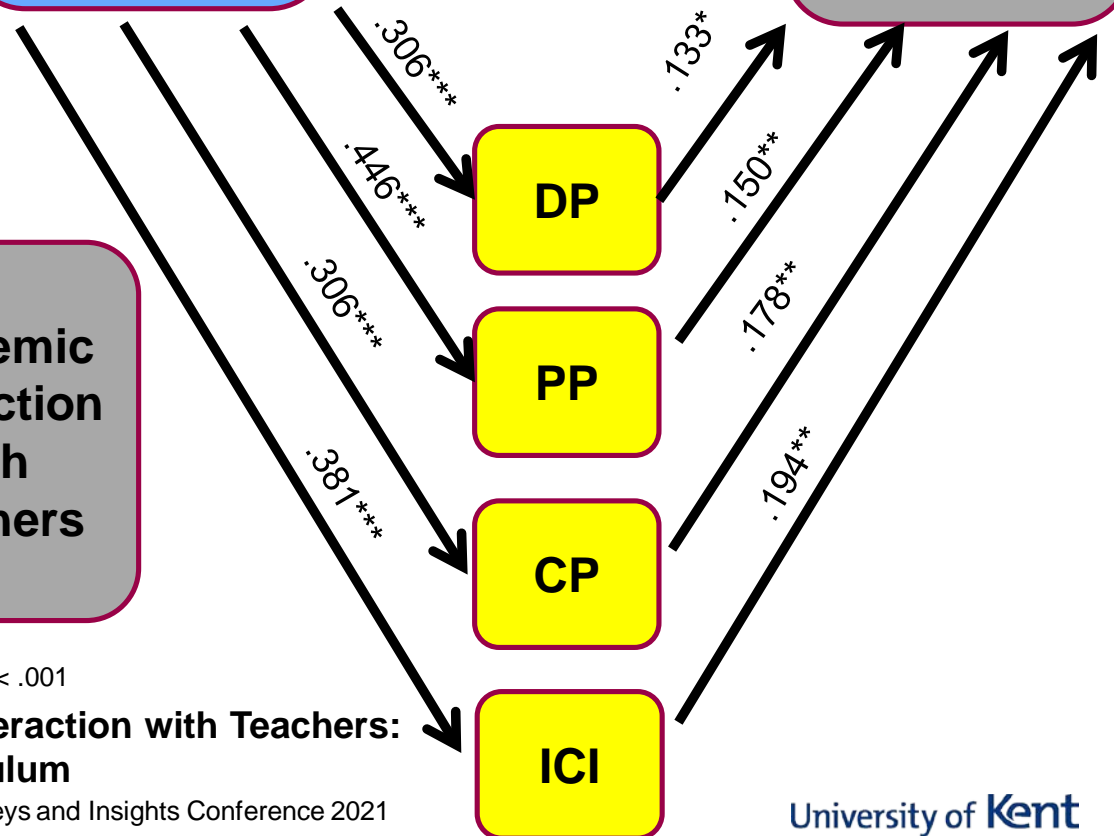 .306***
.133*
.446***
.150**
DP
.306***
.178**
PP
emic
ction
h
ners
.381***
.194**
CP
< .001
eraction with Teachers:
ulum
ICI
eys and Insights Conference 2021
University of Kent